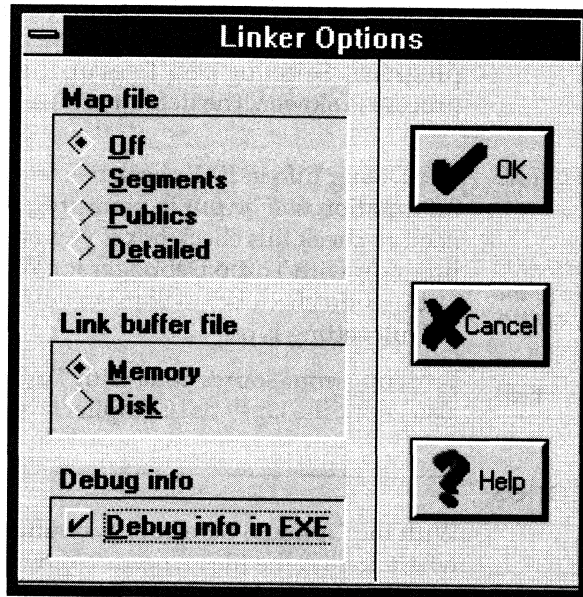 Linker Options
Map file
Off
Segments
Publics
Detailed
Link buffer file
Memory
Disk
Debug info
Debug info in EXE
OK
Cancel
Help